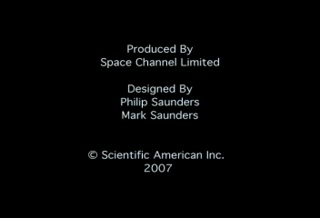 Produced By
Space Channel Limited
Designed By
Philip Saunders
Mark Saunders
© Scientific American Inc.
2007